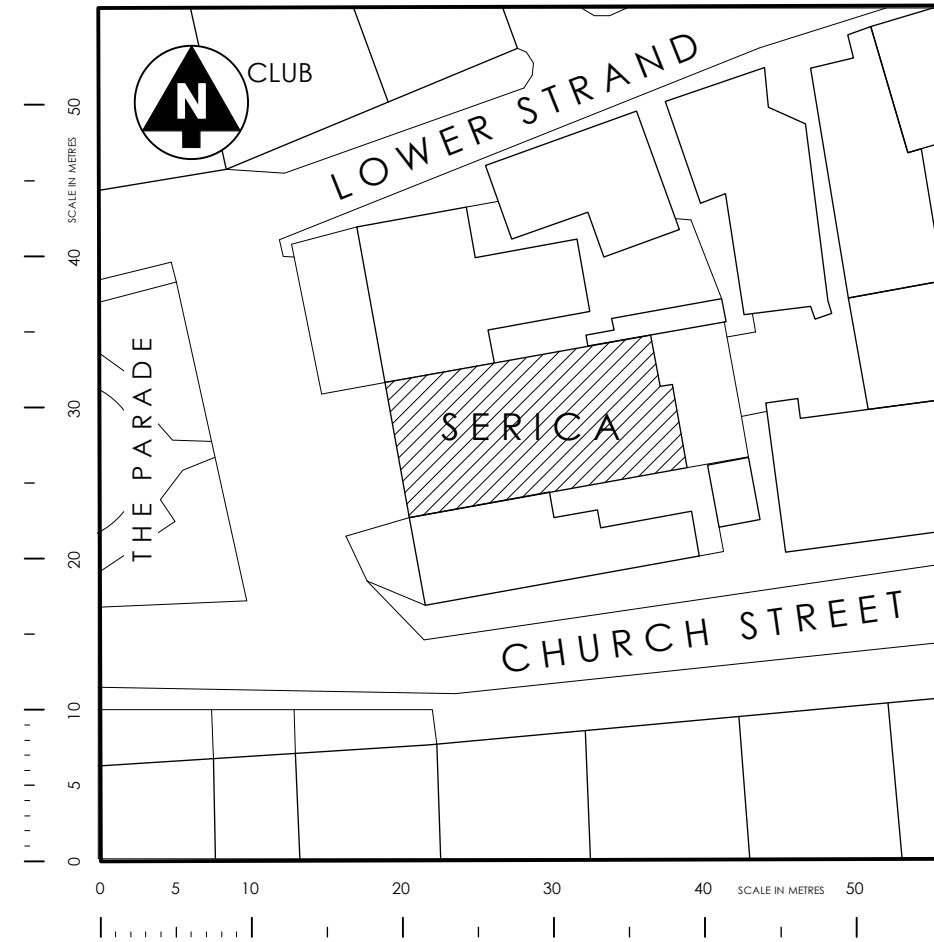 N
CLUB
LOWER STRAND
THE PARADE
SERICA
CHURCH STREET
50
SCALE IN METRES
40
30
20
10
5
0
0 5 10 20 30 40 SCALE IN METRES 50